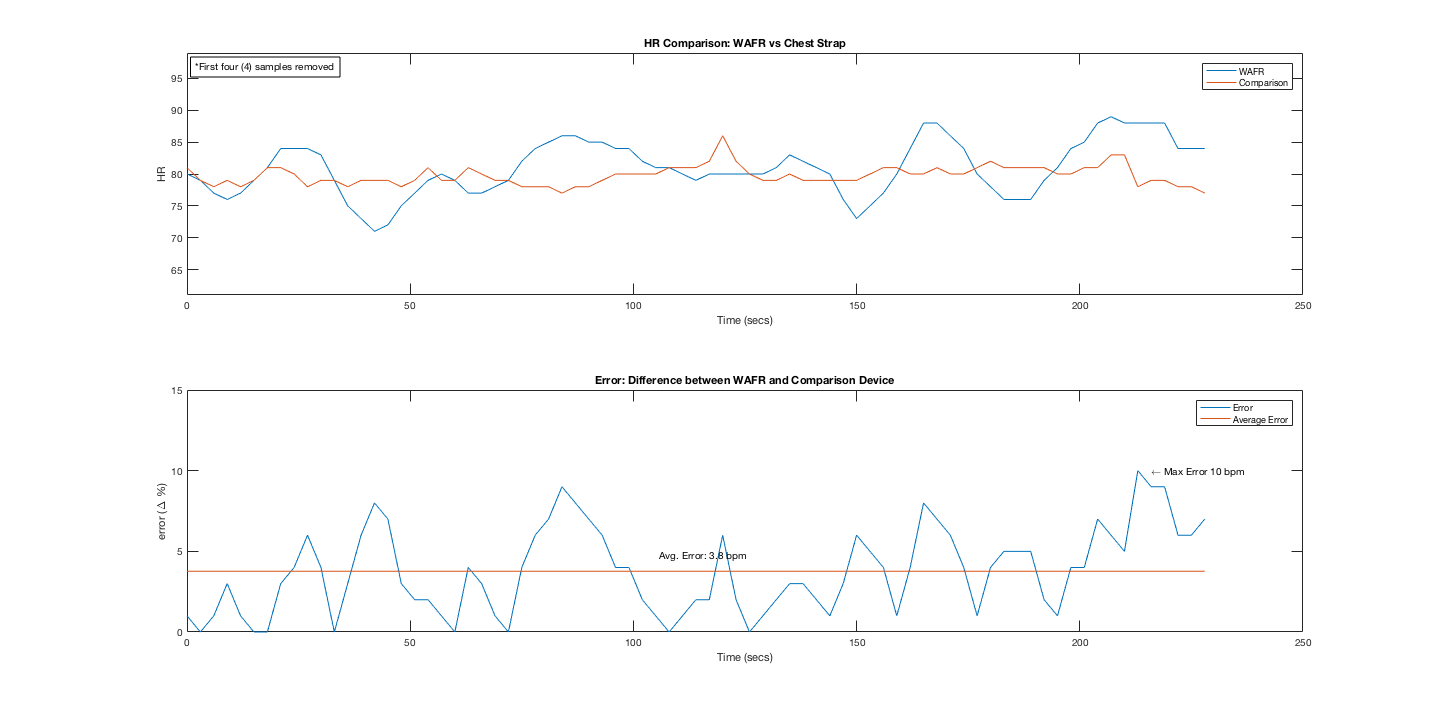 HR Comparison: WAFR vs Chest Strap
*First four (4) samples removed
WAFR
Comparison
95
90
85
80
75
70
65
HR
0 50 100 150 200 250
Time (secs)
Error: Difference between WAFR and Comparison Device
Error
Average Error
15
10
5
0
error (Δ %)
← Max Error 10 bpm
Avg. Error: 3.8 bpm
0 50 100 150 200 250
Time (secs)